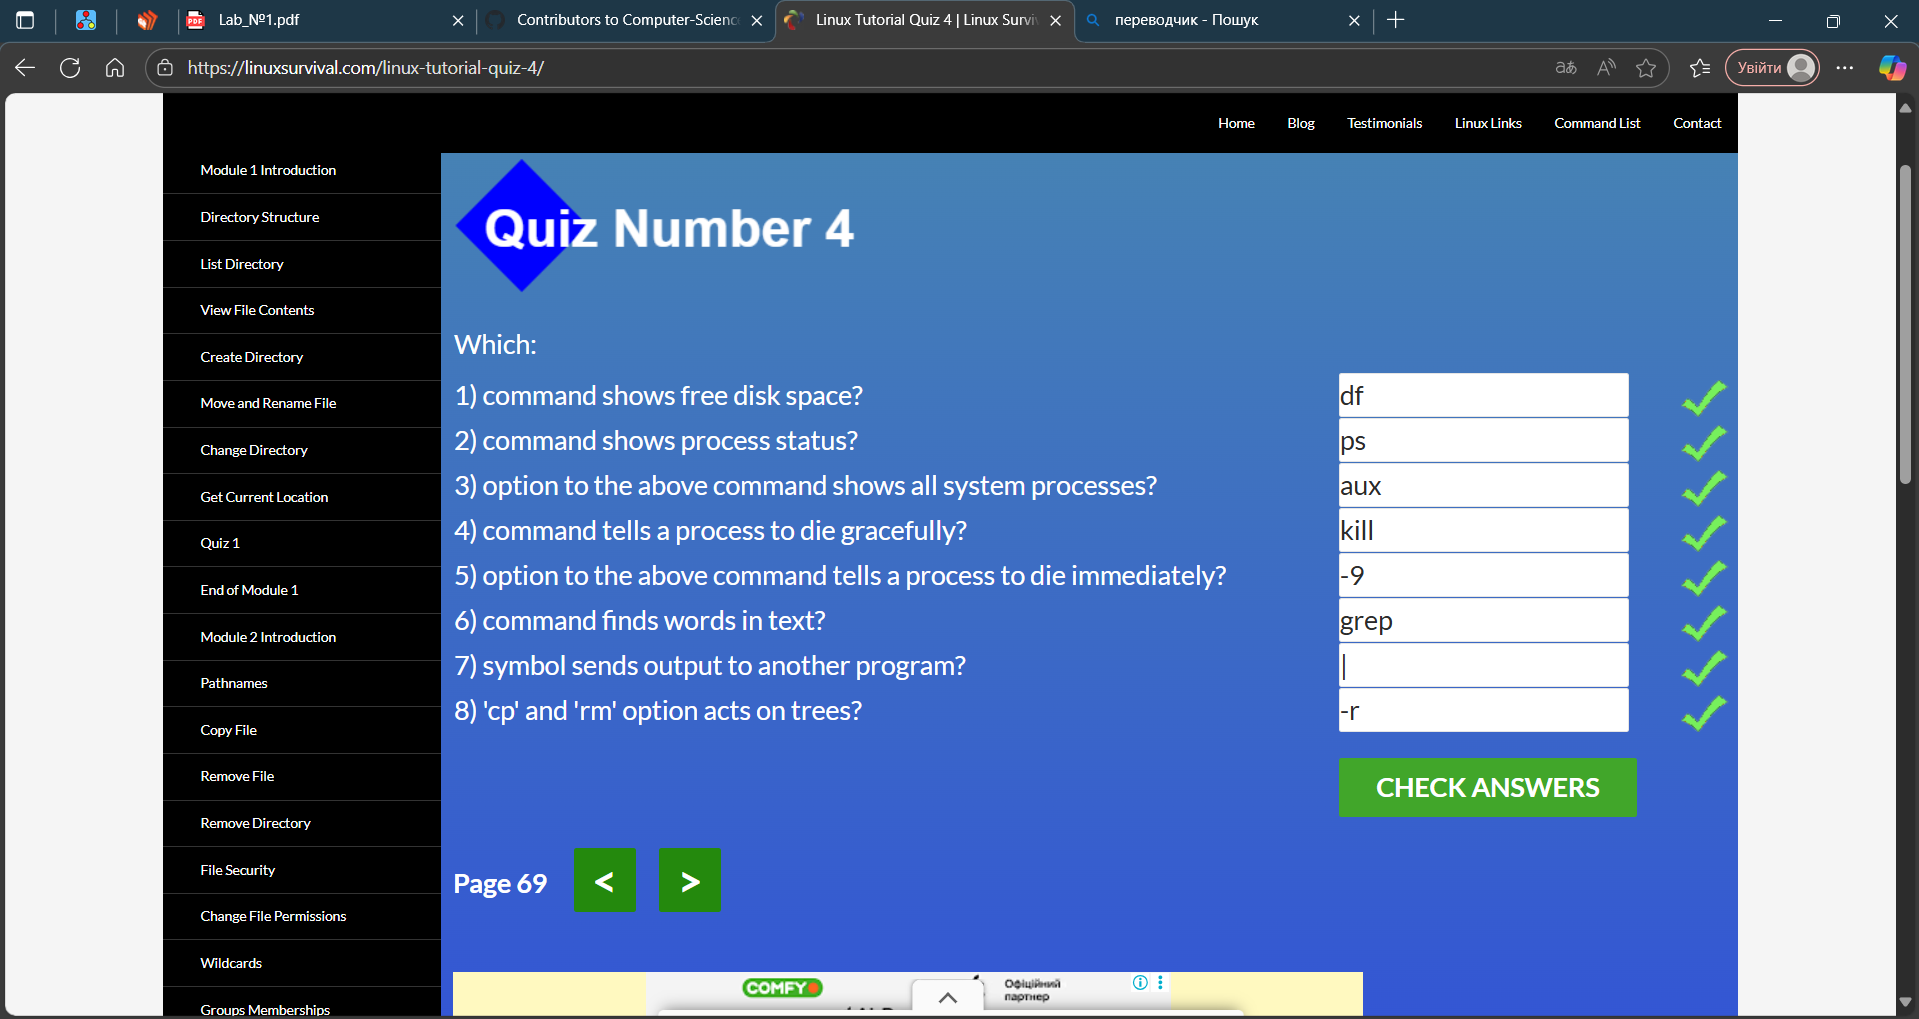 Lab_№1.pdf
Contributors to Computer-Scienc
Linux Tutorial Quiz 4 | Linux Surviv
переводчик - Пошук
https://linuxsurvival.com/linux-tutorial-quiz-4/
Увійти
Home
Blog
Testimonials
Linux Links
Command List
Contact
Module 1 Introduction
Directory Structure
List Directory
View File Contents
Create Directory
Move and Rename File
Change Directory
Get Current Location
Quiz 1
End of Module 1
Module 2 Introduction
Pathnames
Copy File
Remove File
Remove Directory
File Security
Change File Permissions
Wildcards
Groups Memberships
Quiz Number 4
Which:
1) command shows free disk space?
df
2) command shows process status?
ps
3) option to the above command shows all system processes?
aux
4) command tells a process to die gracefully?
kill
5) option to the above command tells a process to die immediately?
-9
6) command finds words in text?
grep
7) symbol sends output to another program?
|
8) 'cp' and 'rm' option acts on trees?
-r
CHECK ANSWERS
Page 69
<
>
COMFY
Офіційний
партнер